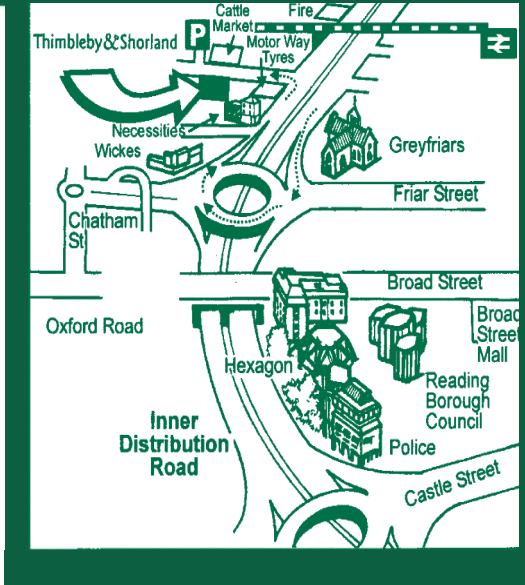 Cattle
Market
Fire
Thimbleby & Shorland
P
Motor Way
Tyres
Necessities
Wickes
Greyfriars
Friar Street
Chatham
St
Broad Street
Oxford Road
Broad
Street
Mall
Hexagon
Reading
Borough
Council
Inner
Distribution
Road
Police
Castle Street